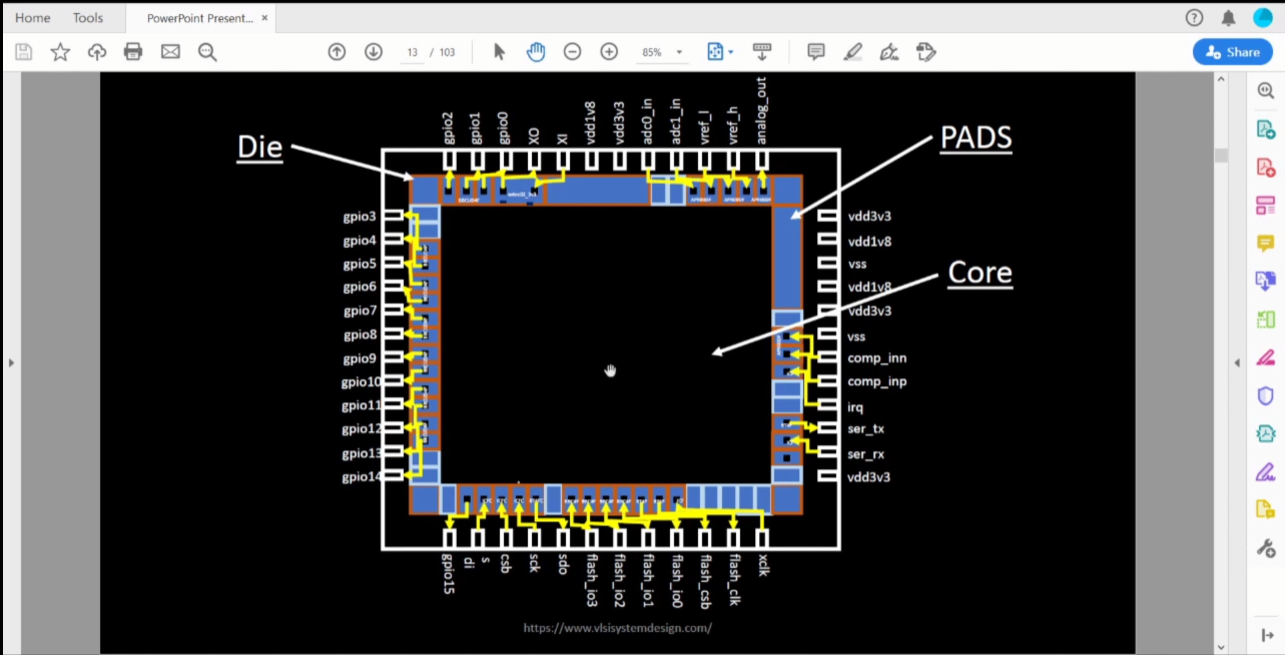 Home Tools PowerPoint Present... ×
13 / 103 85% Share
gpio2 gpio1 gpio0 XO XI vdd1v8 vdd3v3 adc0_in adc1_in vref_l vref_h analog_out
Die
PADS
Core
gpio3
gpio4
gpio5
gpio6
gpio7
gpio8
gpio9
gpio10
gpio11
gpio12
gpio13
gpio14
vdd3v3
vdd1v8
vss
vdd1v8
vdd3v3
vss
comp_inn
comp_inp
irq
ser_tx
ser_rx
vdd3v3
gpio15 di s csb sck sdo flash_io3 flash_io2 flash_io1 flash_io0 flash_csb flash_clk xclk
https://www.vlsisystemdesign.com/